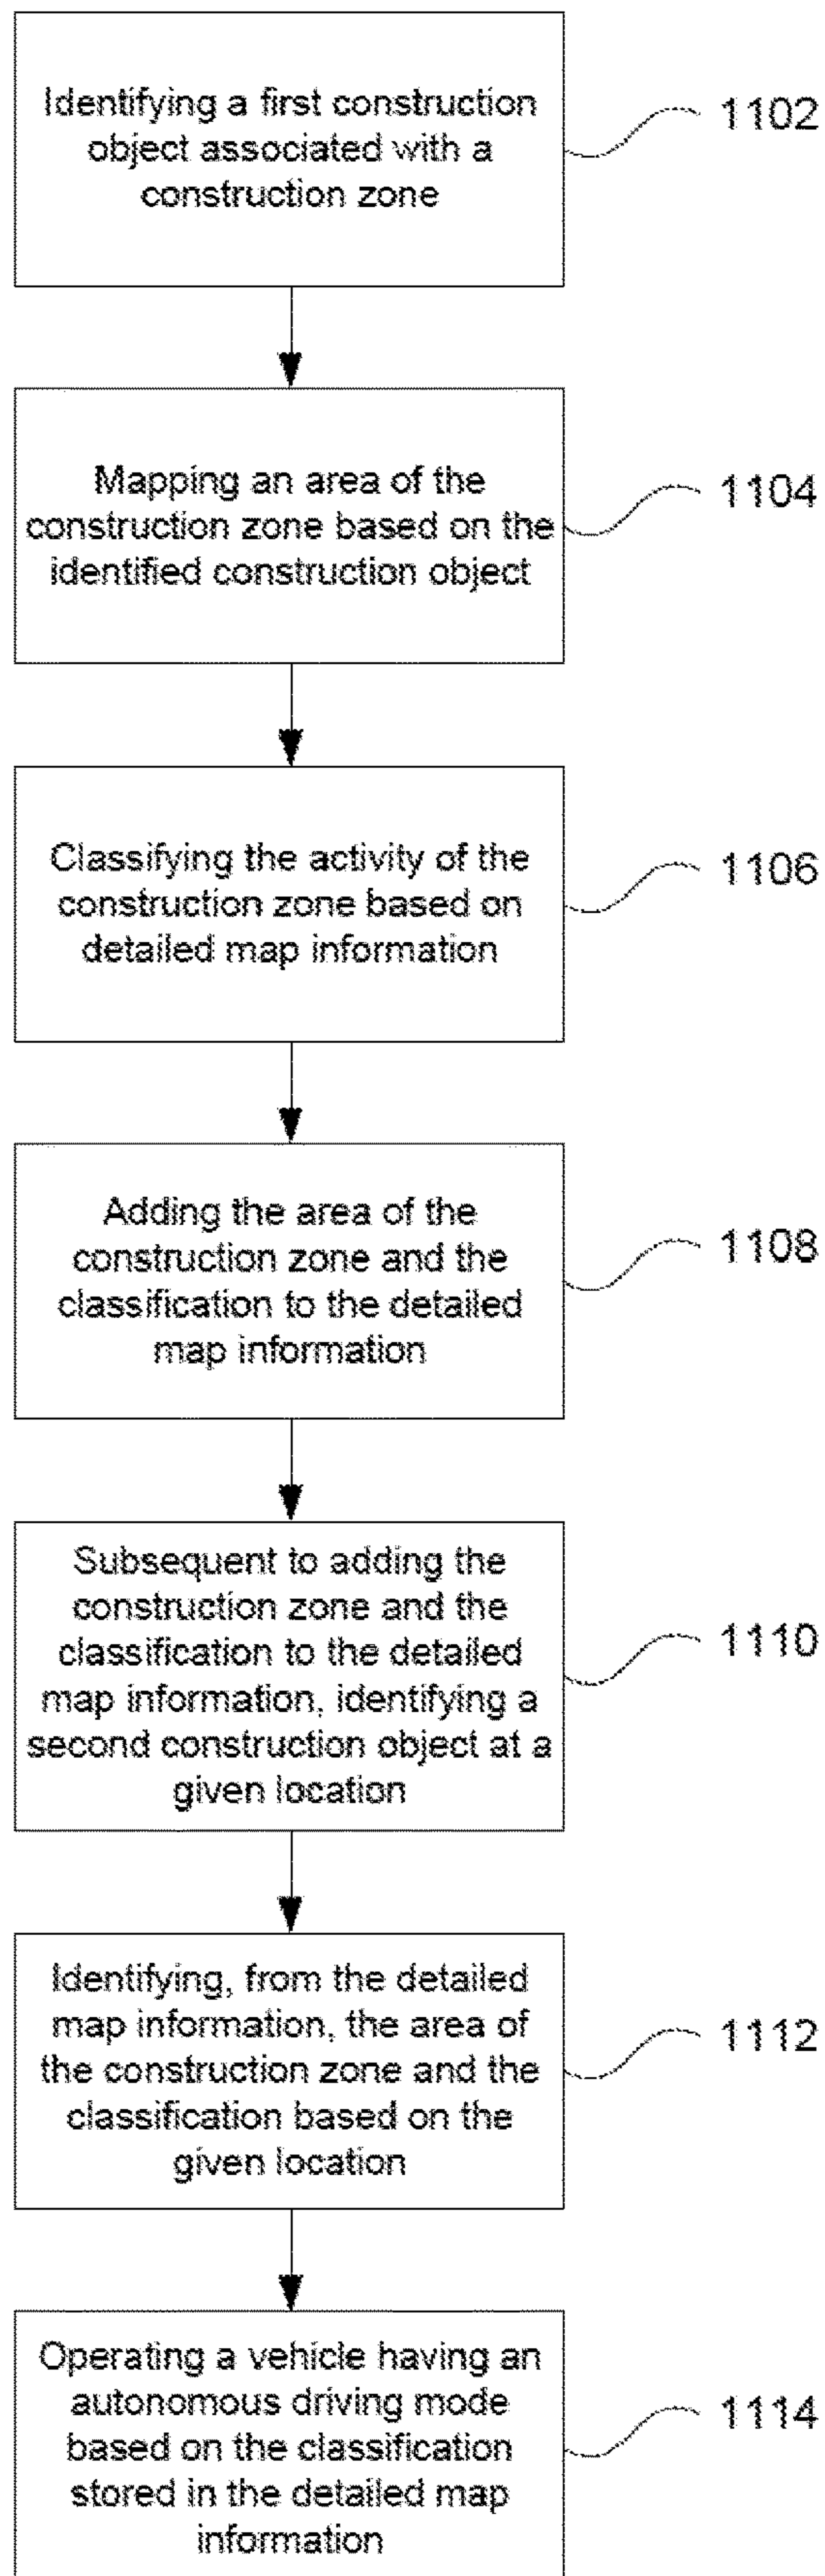 Identifying a first construction
object associated with a
construction zone
1102
Mapping an area of the
construction zone based on the
identified construction object
1104
Classifying the activity of the
construction zone based on
detailed map information
1106
Adding the area of the
construction zone and the
classification to the detailed
map information
1108
Subsequent to adding the
construction zone and the
classification to the detailed
map information, identifying a
second construction object at a
given location
1110
Identifying, from the detailed
map information, the area of
the construction zone and the
classification based on the
given location
1112
Operating a vehicle having an
autonomous driving mode
based on the classification
stored in the detailed map
information
1114